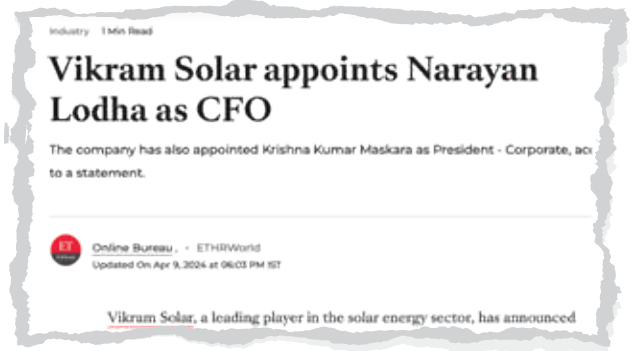 Industry 1 Min Read
Vikram Solar appoints Narayan
Lodha as CFO
The company has also appointed Krishna Kumar Maskara as President - Corporate, acc
to a statement.
ET
Online Bureau, • ETHRWorld
Updated On Apr 9, 2024 at 06:03 PM IST
Vikram Solar, a leading player in the solar energy sector, has announced